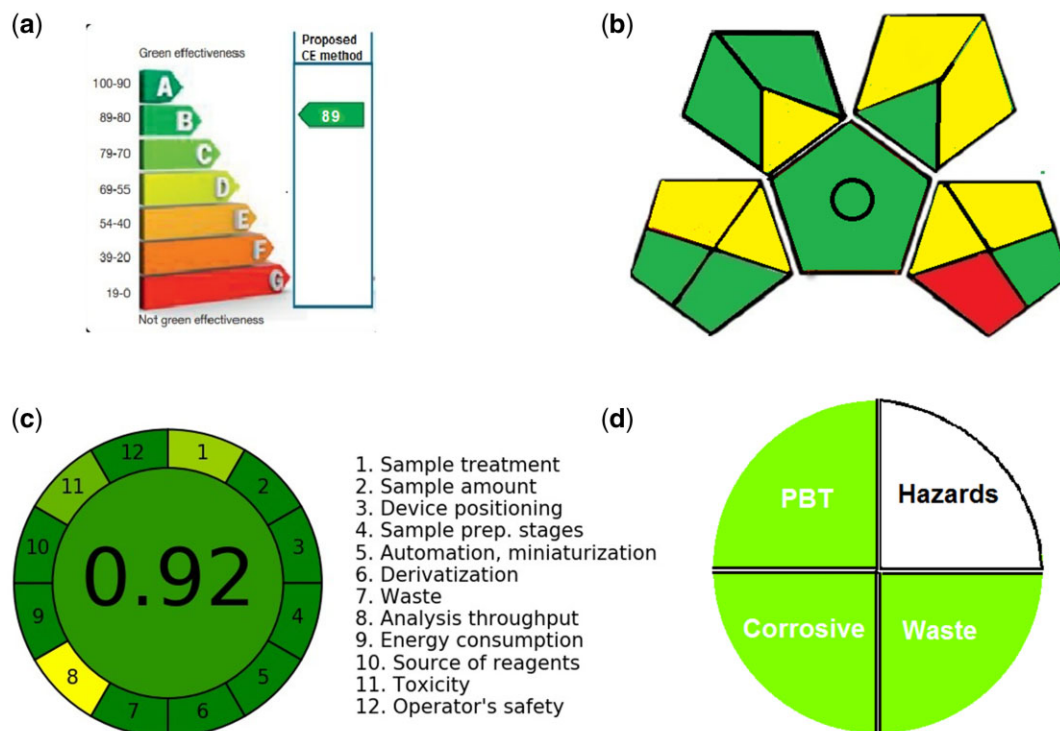 (a)
Green effectiveness
Proposed
CE method
100-90
A
89-80
B
89
79-70
C
69-55
D
54-40
E
39-20
F
19-0
G
Not green effectiveness
(b)
(c)
12
1
11
2
10
3
0.92
9
4
8
5
7
6
1. Sample treatment
2. Sample amount
3. Device positioning
4. Sample prep. stages
5. Automation, miniaturization
6. Derivatization
7. Waste
8. Analysis throughput
9. Energy consumption
10. Source of reagents
11. Toxicity
12. Operator's safety
(d)
PBT
Hazards
Corrosive
Waste